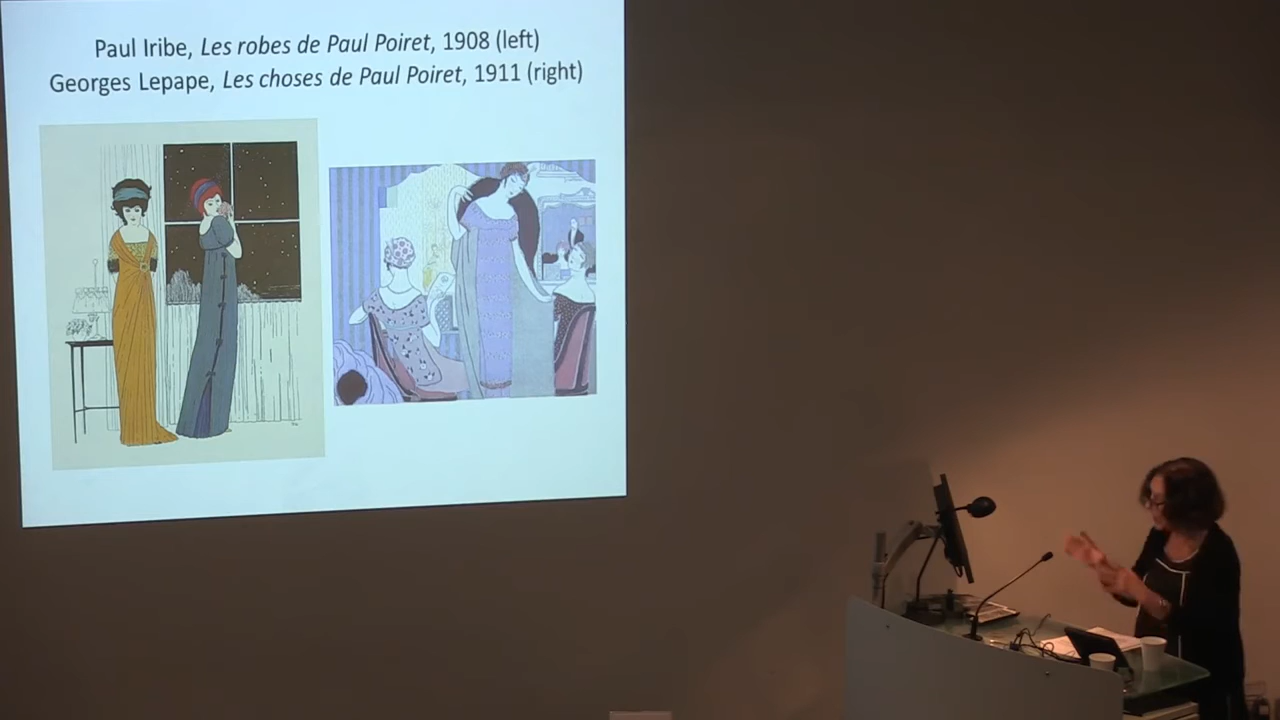 Paul Iribe, Les robes de Paul Poiret, 1908 (left)
Georges Lepape, Les choses de Paul Poiret, 1911 (right)